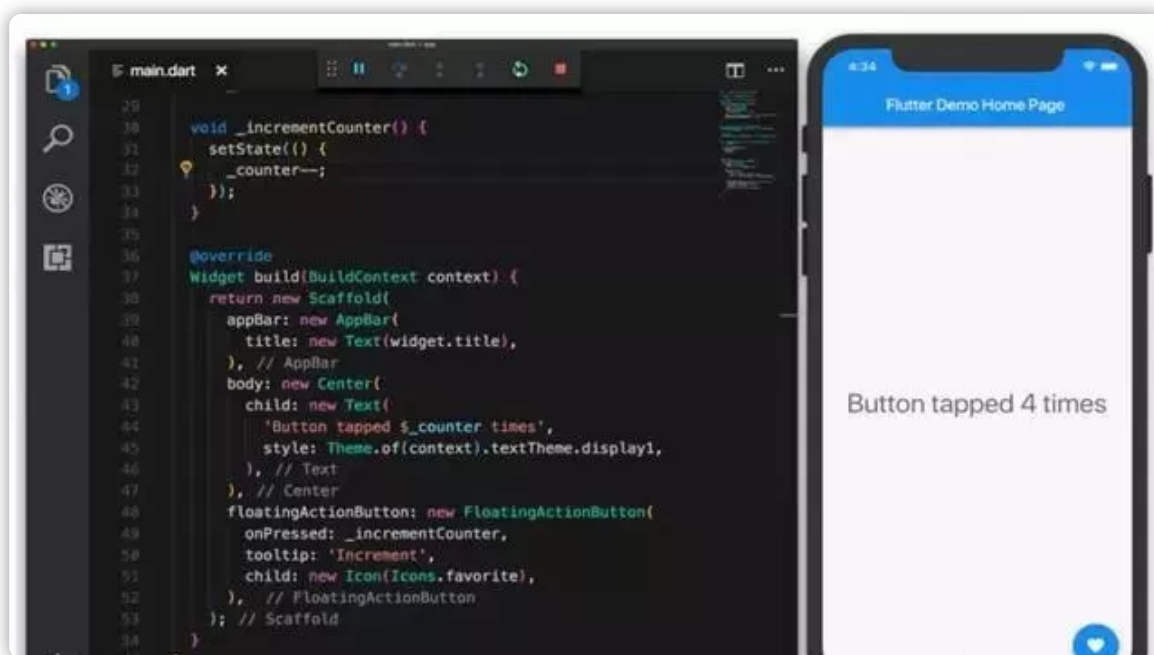 main.dart
1
29
30 void _incrementCounter() {
31 setState(() {
32 _counter--;
33 });
34 }
35
36 @override
37 Widget build(BuildContext context) {
38 return new Scaffold(
39 appBar: new AppBar(
40 title: new Text(widget.title),
41 ), // AppBar
42 body: new Center(
43 child: new Text(
44 'Button tapped $_counter times',
45 style: Theme.of(context).textTheme.display1,
46 ), // Text
47 ), // Center
48 floatingActionButton: new FloatingActionButton(
49 onPressed: _incrementCounter,
50 tooltip: 'Increment',
51 child: new Icon(Icons.favorite),
52 ), // FloatingActionButton
53 ); // Scaffold
54 }
4:34
Flutter Demo Home Page
Button tapped 4 times